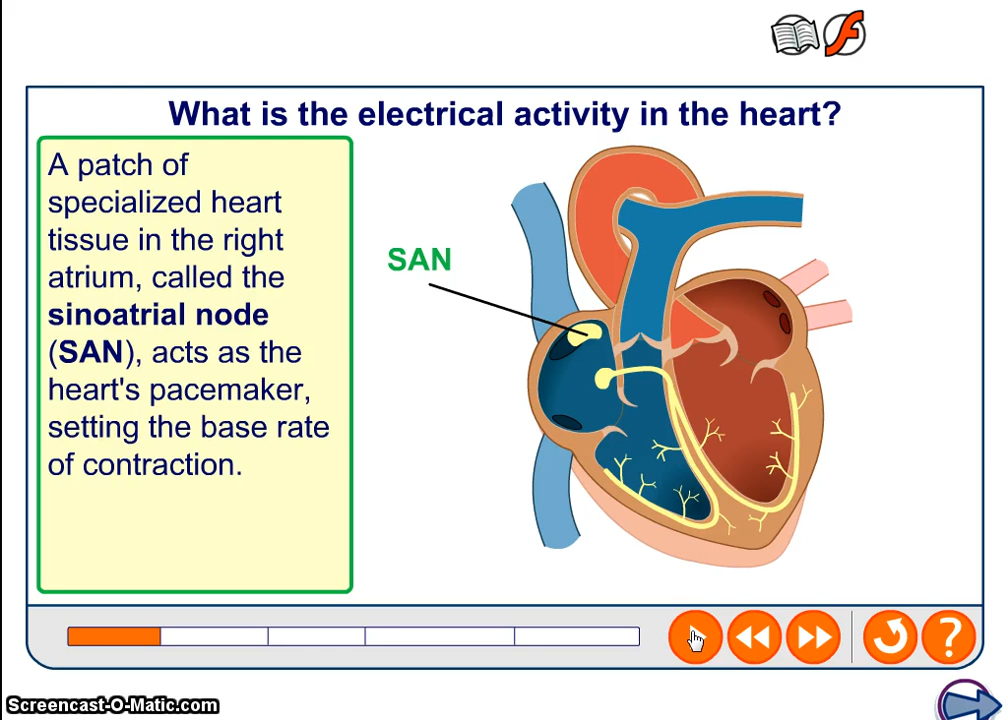 What is the electrical activity in the heart?
A patch of
specialized heart
tissue in the right
atrium, called the
sinoatrial node
(SAN), acts as the
heart's pacemaker,
setting the base rate
of contraction.
SAN
?
Screencast-O-Matic.com